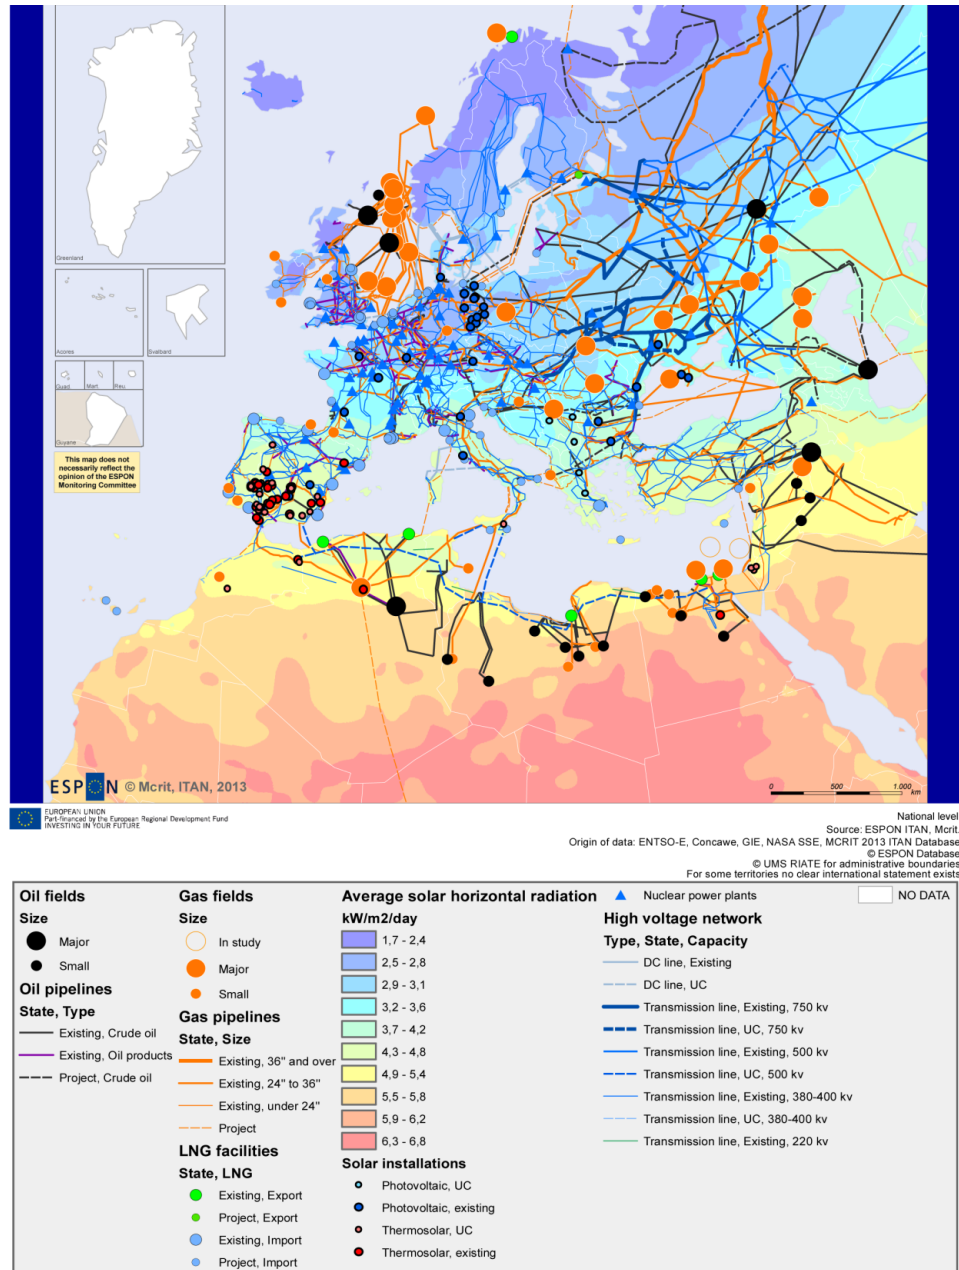 Greenland
Acores
Svalbard
Guad.
Mart.
Reu.
Guyane
This map does not
necessarily reflect the
opinion of the ESPON
Monitoring Committee
ESPON © Mcrit, ITAN, 2013
0 500 1.000
km
EUROPEAN UNION
Part-financed by the European Regional Development Fund
INVESTING IN YOUR FUTURE
National level
Source: ESPON ITAN, Mcrit.
Origin of data: ENTSO-E, Concawe, GIE, NASA SSE, MCRIT 2013 ITAN Database
© ESPON Database
© UMS RIATE for administrative boundaries
For some territories no clear international statement exists
Oil fields
Size
Major
Small
Oil pipelines
State, Type
Existing, Crude oil
Existing, Oil products
Project, Crude oil
Gas fields
Size
In study
Major
Small
Gas pipelines
State, Size
Existing, 36" and over
Existing, 24" to 36"
Existing, under 24"
Project
LNG facilities
State, LNG
Existing, Export
Project, Export
Existing, Import
Project, Import
Average solar horizontal radiation
kW/m2/day
1,7 - 2,4
2,5 - 2,8
2,9 - 3,1
3,2 - 3,6
3,7 - 4,2
4,3 - 4,8
4,9 - 5,4
5,5 - 5,8
5,9 - 6,2
6,3 - 6,8
Solar installations
Photovoltaic, UC
Photovoltaic, existing
Thermosolar, UC
Thermosolar, existing
Nuclear power plants
NO DATA
High voltage network
Type, State, Capacity
DC line, Existing
DC line, UC
Transmission line, Existing, 750 kv
Transmission line, UC, 750 kv
Transmission line, Existing, 500 kv
Transmission line, UC, 500 kv
Transmission line, Existing, 380-400 kv
Transmission line, UC, 380-400 kv
Transmission line, Existing, 220 kv